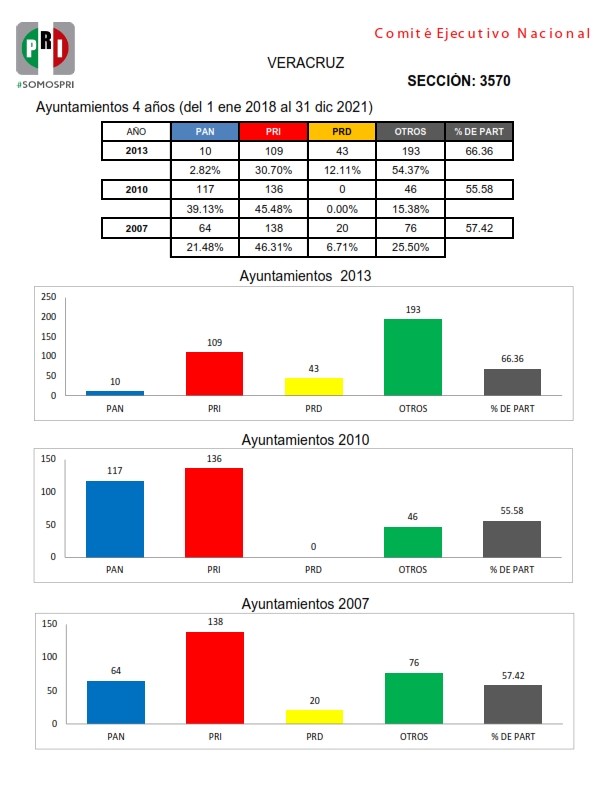 Comité Ejecutivo Nacional
PRI
#SOMOSPRI
VERACRUZ
SECCIÓN: 3570
Ayuntamientos 4 años (del 1 ene 2018 al 31 dic 2021)
AÑO PAN PRI PRD OTROS % DE PART
2013 10 109 43 193 66.36
2.82% 30.70% 12.11% 54.37%
2010 117 136 0 46 55.58
39.13% 45.48% 0.00% 15.38%
2007 64 138 20 76 57.42
21.48% 46.31% 6.71% 25.50%
Ayuntamientos 2013
250
200
150
100
50
0
10 109 43 193 66.36
PAN PRI PRD OTROS % DE PART
Ayuntamientos 2010
150
100
50
0
117 136 0 46 55.58
PAN PRI PRD OTROS % DE PART
Ayuntamientos 2007
150
100
50
0
64 138 20 76 57.42
PAN PRI PRD OTROS % DE PART